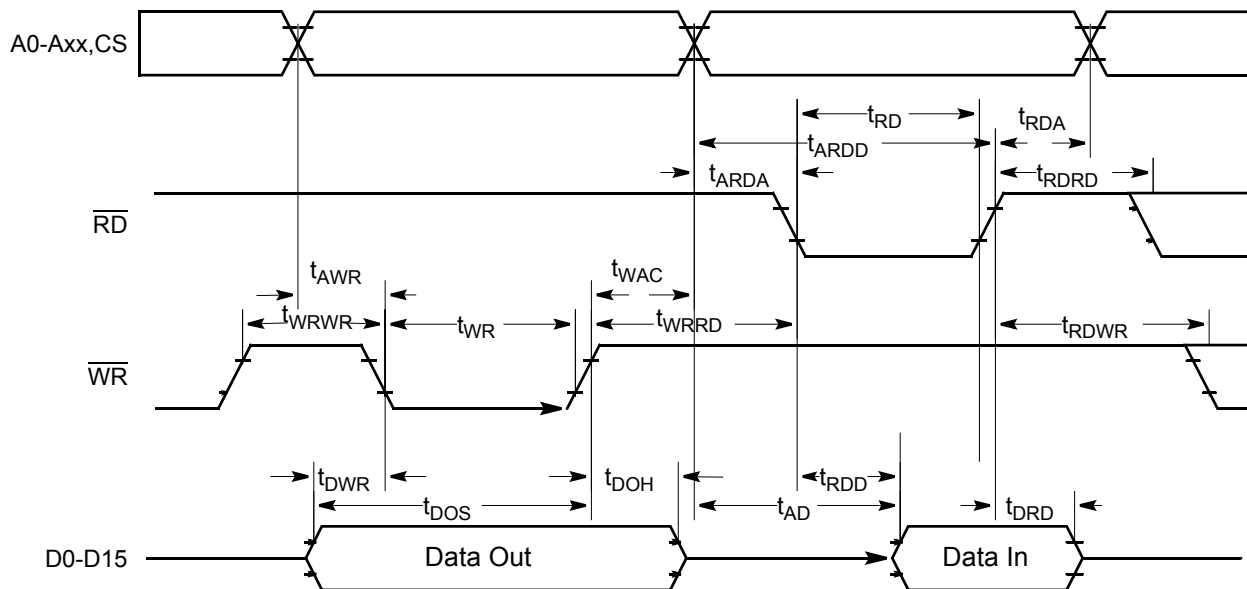 A0-Axx,CS
tRD
tRDA
tARDD
tARDA
tRDRD
RD
tAWR
tWAC
tWRWR
tWR
tWRRD
tRDWR
WR
tDWR
tDOH
tRDD
tDOS
tAD
tDRD
D0-D15
Data Out
Data In